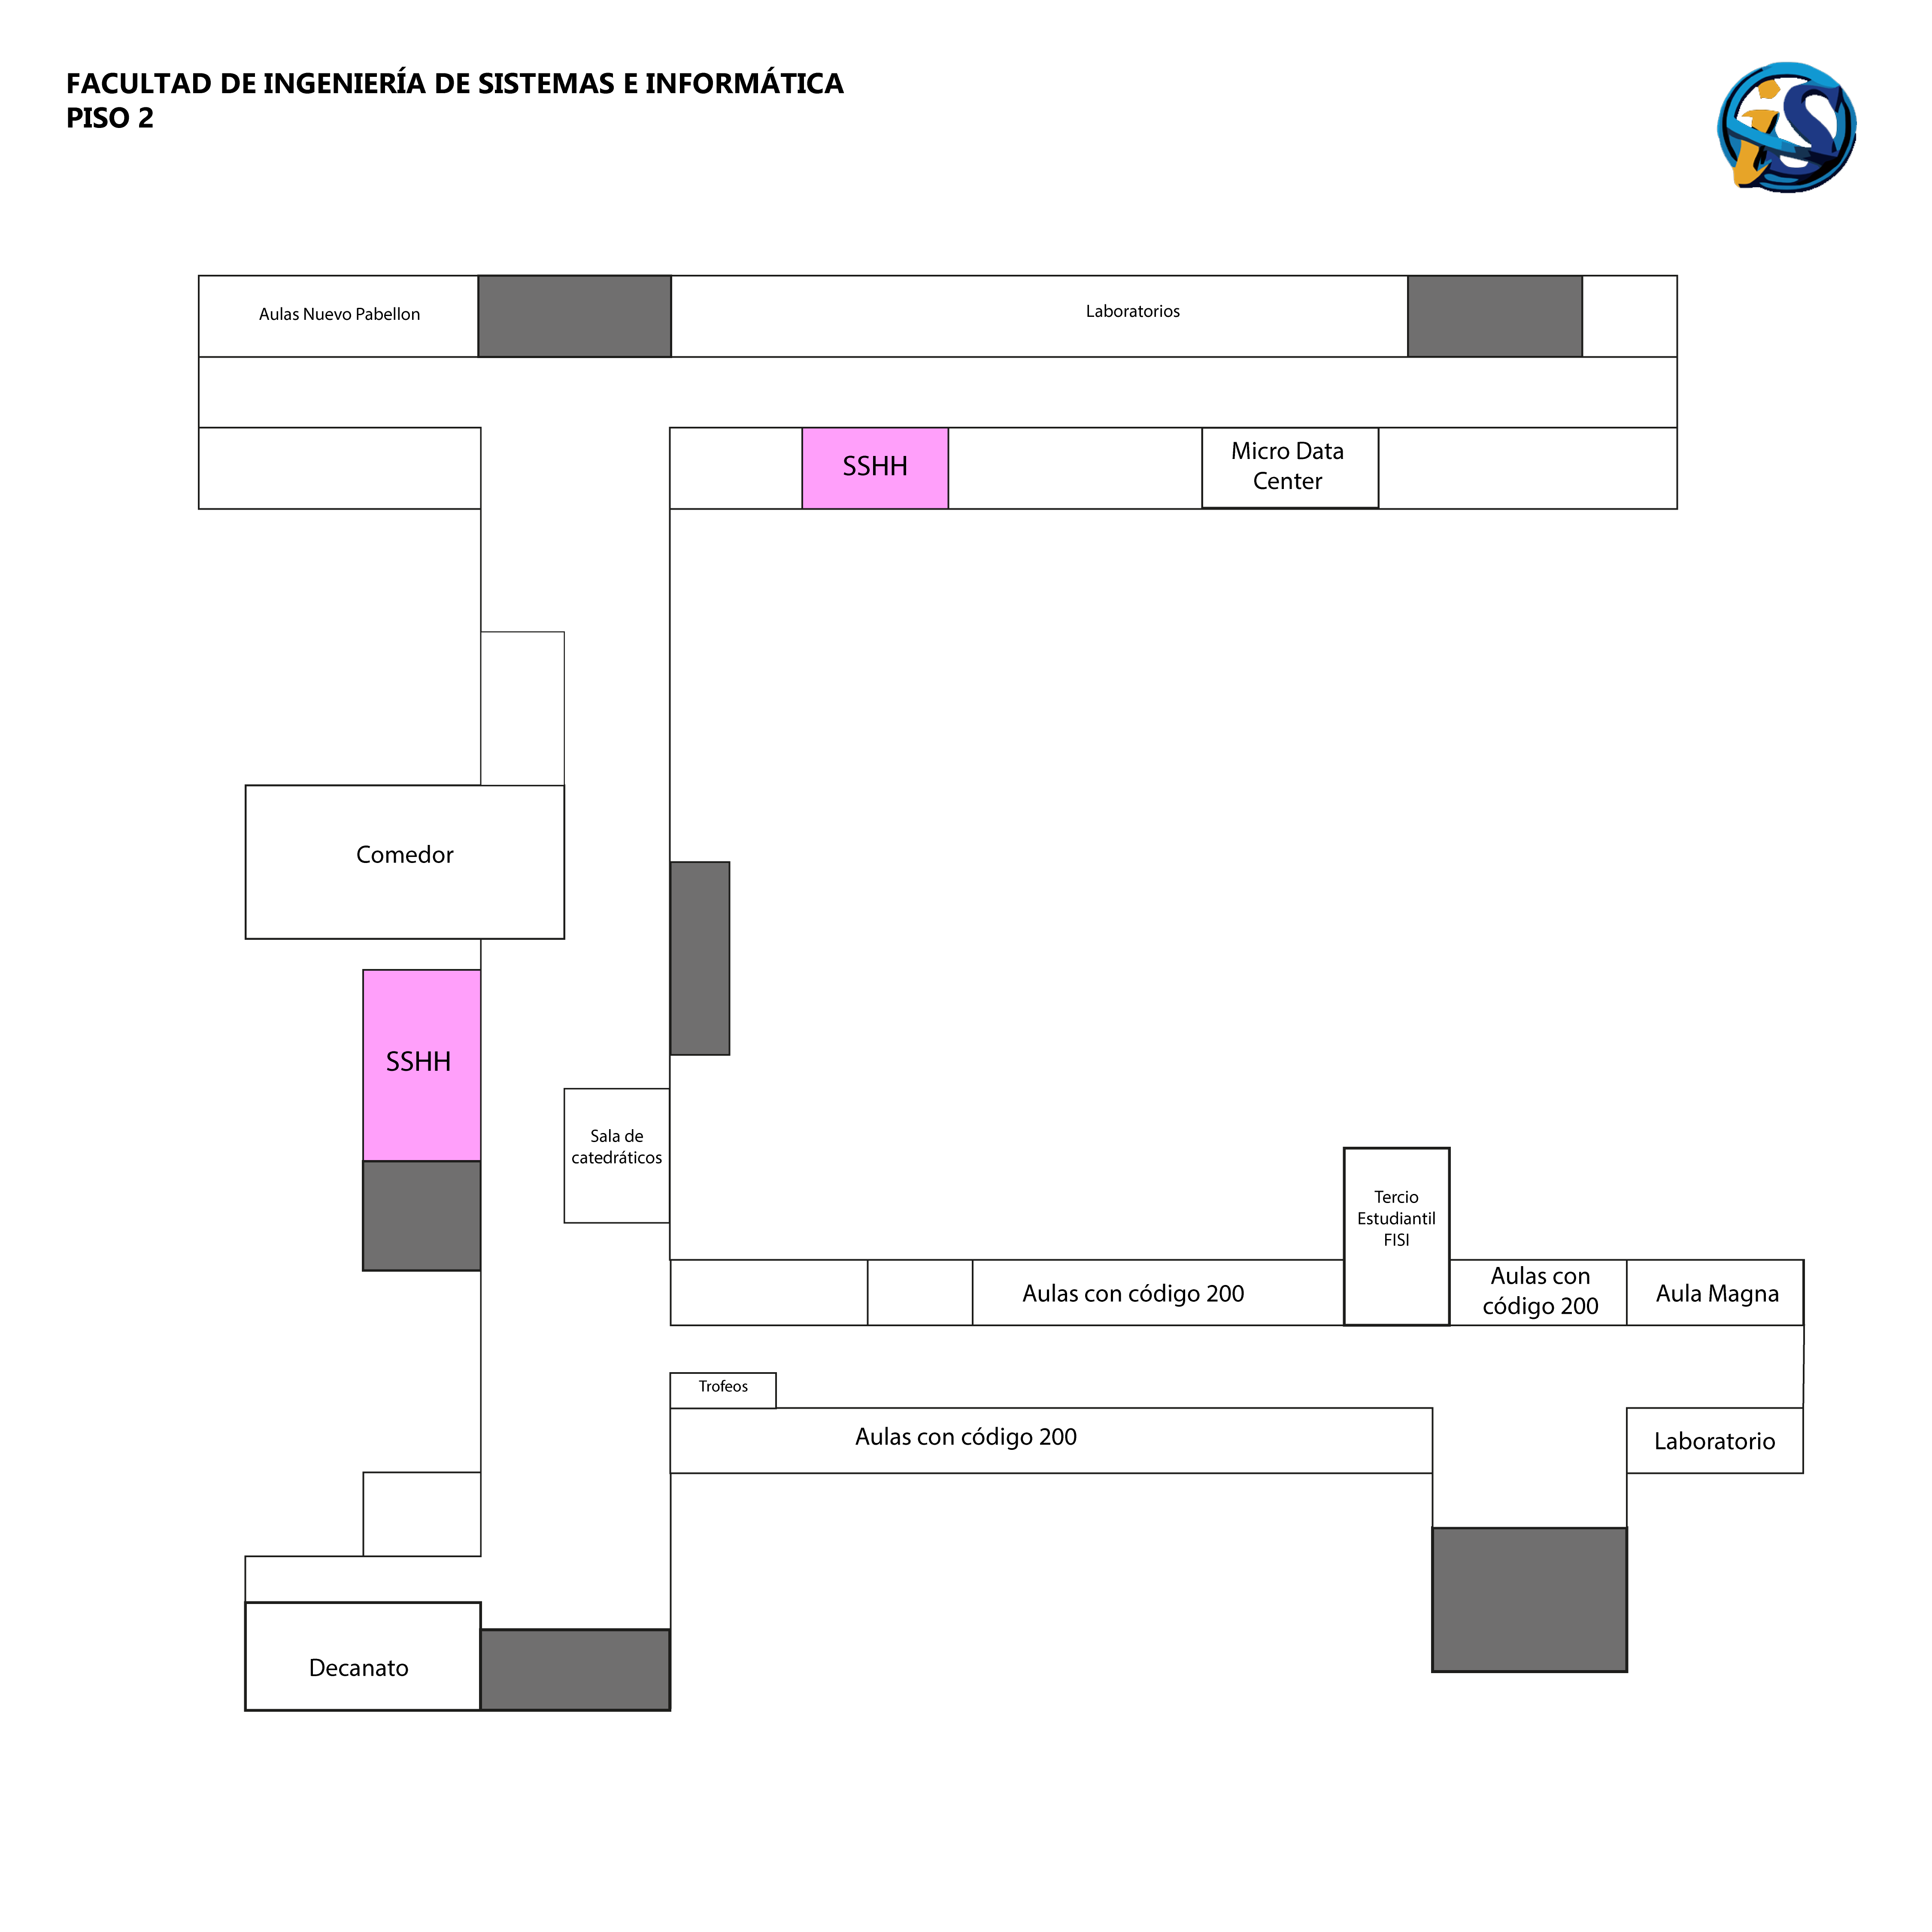 FACULTAD DE INGENIERÍA DE SISTEMAS E INFORMÁTICA
PISO 2
iS
Aulas Nuevo Pabellon
Laboratorios
SSHH
Micro Data
Center
Comedor
SSHH
Sala de
catedráticos
Tercio
Estudiantil
FISI
Aulas con código 200
Aulas con
código 200
Aula Magna
Trofeos
Aulas con código 200
Laboratorio
Decanato